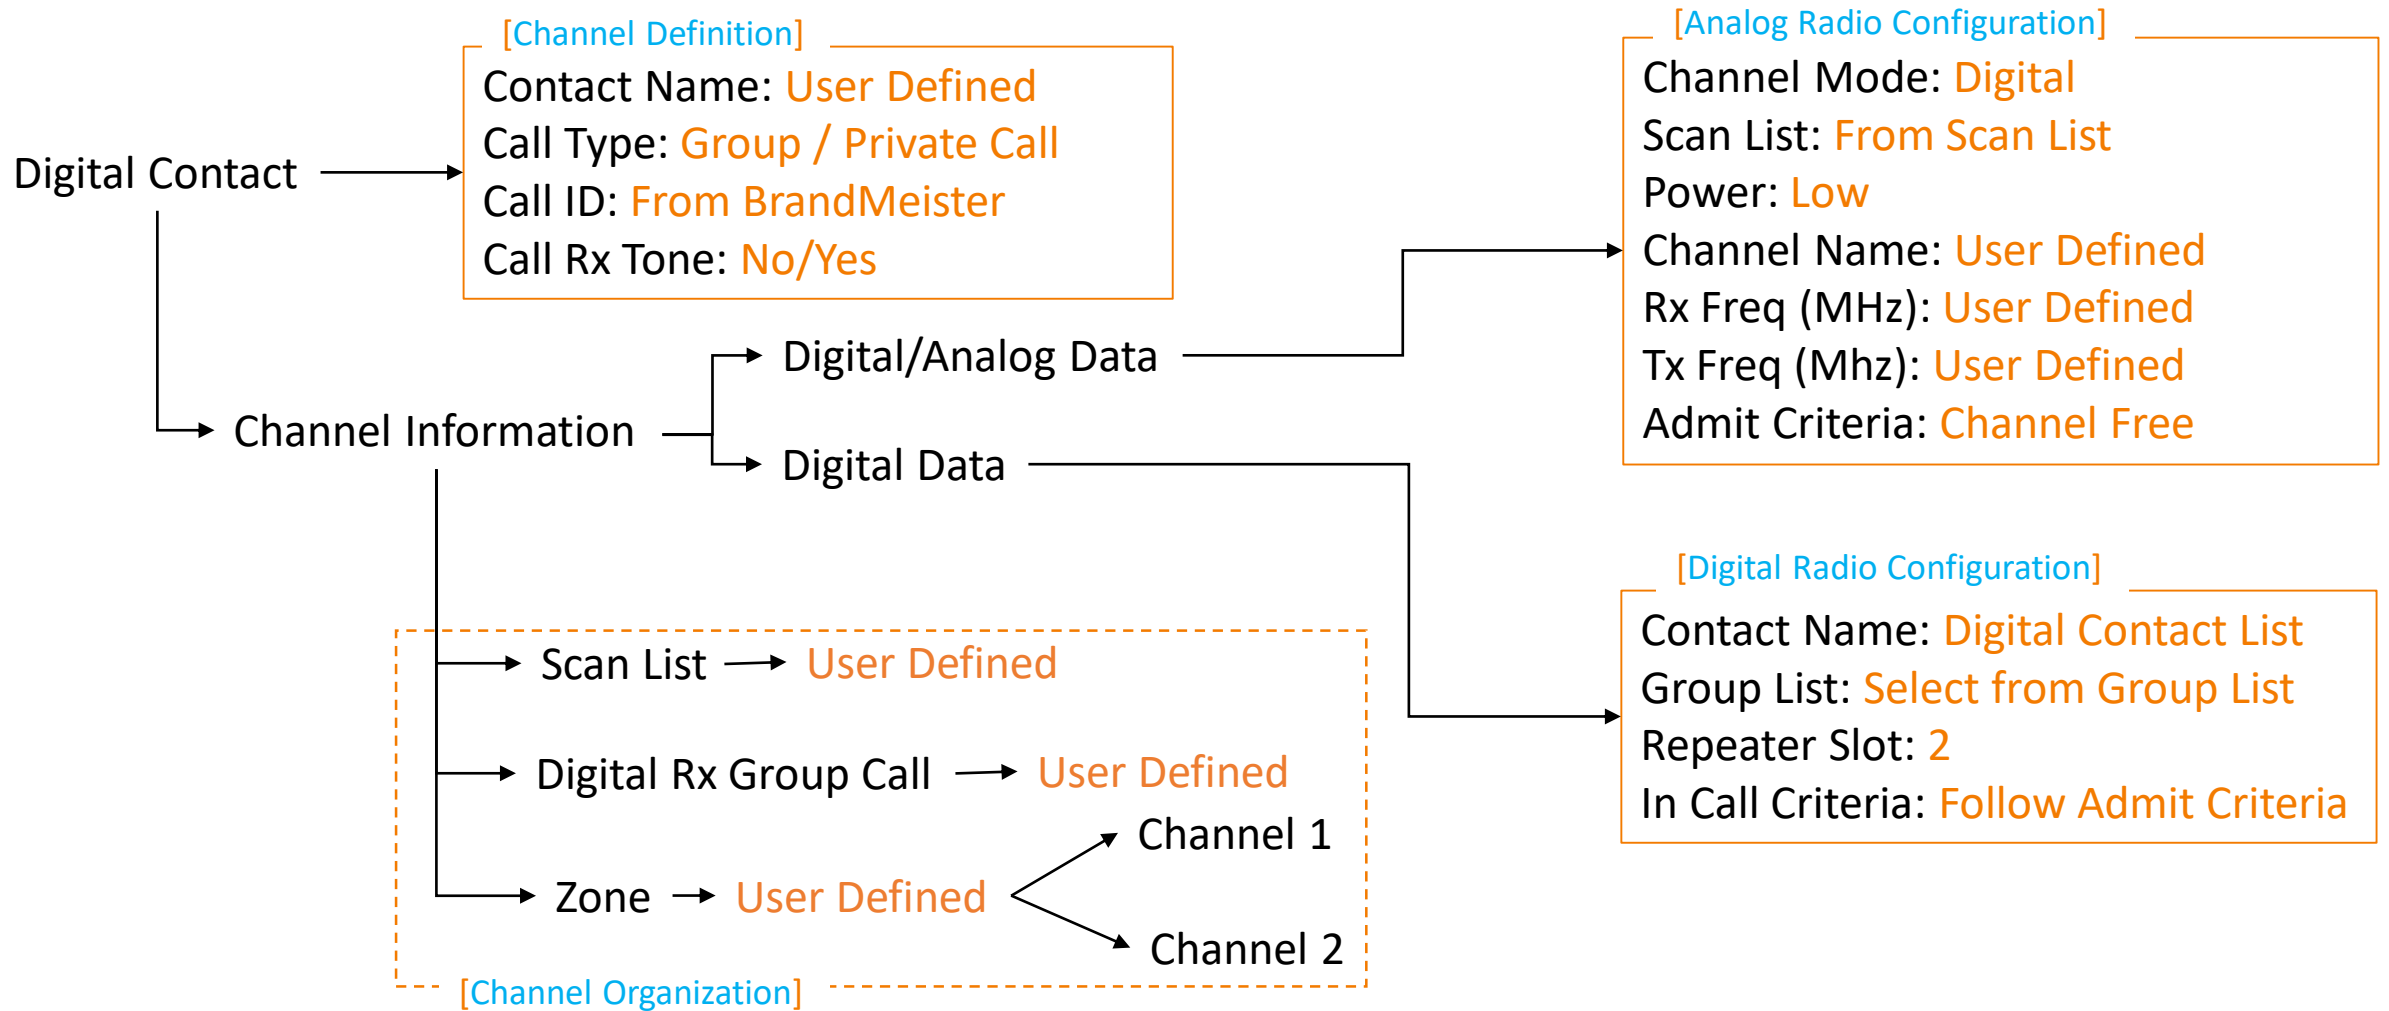 [Channel Definition]
Contact Name: User Defined
Call Type: Group / Private Call
Call ID: From BrandMeister
Call Rx Tone: No/Yes
Digital Contact
[Analog Radio Configuration]
Channel Mode: Digital
Scan List: From Scan List
Power: Low
Channel Name: User Defined
Rx Freq (MHz): User Defined
Tx Freq (Mhz): User Defined
Admit Criteria: Channel Free
Digital/Analog Data
Channel Information
Digital Data
[Digital Radio Configuration]
Contact Name: Digital Contact List
Group List: Select from Group List
Repeater Slot: 2
In Call Criteria: Follow Admit Criteria
Scan List User Defined
Digital Rx Group Call User Defined
Channel 1
Zone User Defined
Channel 2
[Channel Organization]